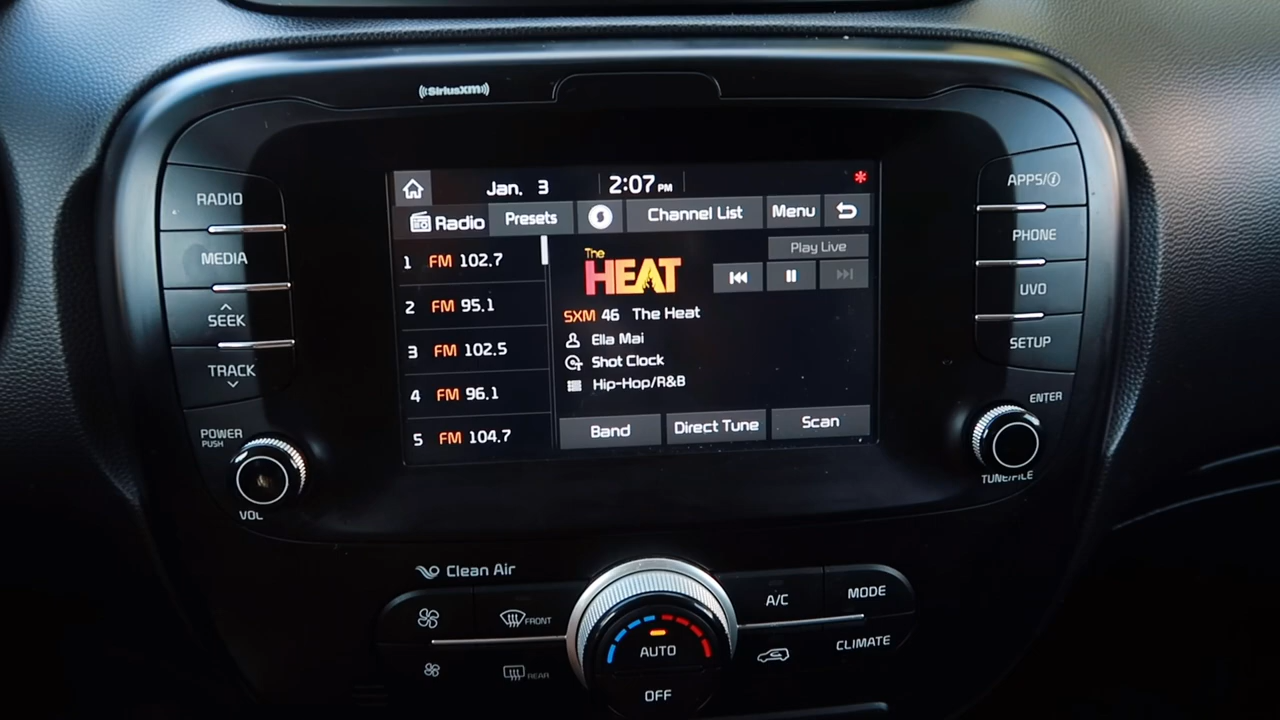 SiriusXM
RADIO
MEDIA
SEEK
TRACK
POWER
PUSH
VOL
Jan. 3 2:07 PM *
Radio Presets Channel List Menu
1 FM 102.7
2 FM 95.1
3 FM 102.5
4 FM 96.1
5 FM 104.7
The
HEAT
Play Live
SXM 46 The Heat
Ella Mai
Shot Clock
Hip-Hop/R&B
Band Direct Tune Scan
APPS/i
PHONE
UVO
SETUP
ENTER
TUNE/FILE
Clean Air
FRONT
REAR
AUTO
OFF
A/C
MODE
CLIMATE